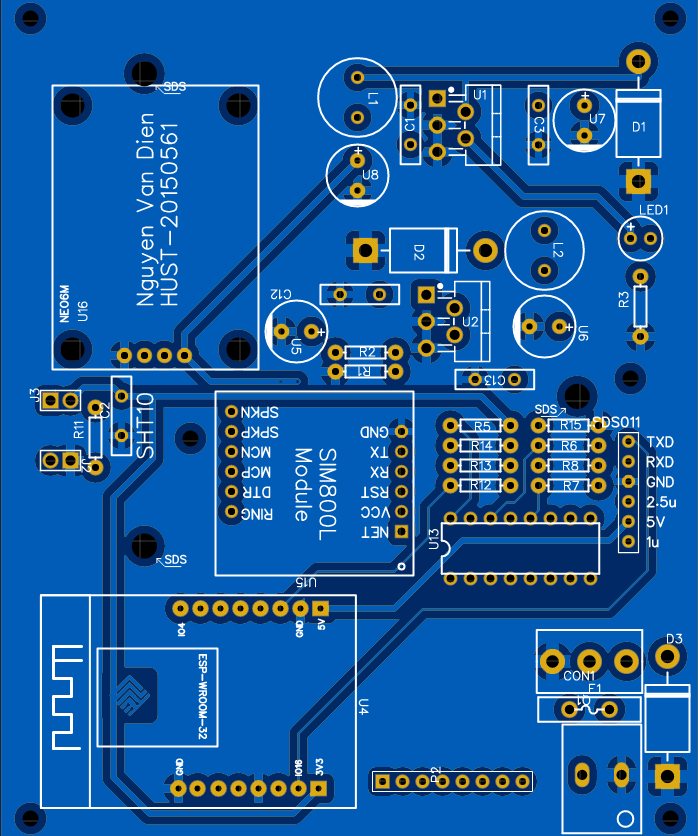 SDS
L1
C1
U1
C3
U7
D1
U8
Nguyen Van Dien
HUST-20150561
NEO6M
U16
LED1
D2
L2
R3
C12
U5
U2
U6
R2
R1
C13
J3
C2
R11
SHT10
SDS
SDS011
SPKN
SPKP
MCN
MCP
DTR
RING
SIM800L
Module
GND
TX
RX
RST
VCC
NET
U15
R5
R14
R13
R12
R15
R6
R8
R7
TXD
RXD
GND
2.5u
5V
1u
U13
SDS
IO4
GND
5V
ESP-WROOM-32
U4
GND
IO16
3V3
P2
CON1
F1
D3